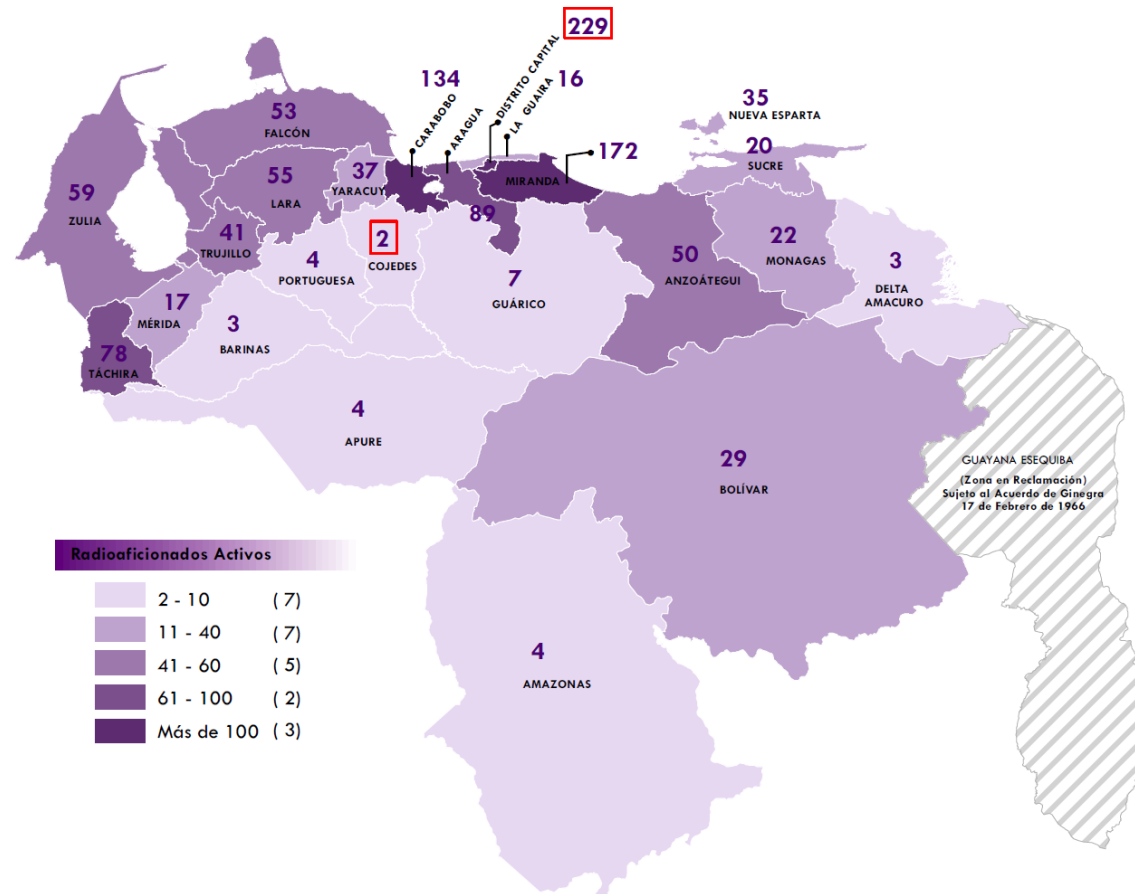 229
DISTRITO CAPITAL
134
CARABOBO
ARAGUA
LA GUAIRA
16
172
MIRANDA
35
NUEVA ESPARTA
20
SUCRE
53
FALCÓN
55
LARA
37
YARACUY
59
ZULIA
41
TRUJILLO
89
2
COJEDES
4
PORTUGUESA
7
GUÁRICO
50
ANZOÁTEGUI
22
MONAGAS
3
DELTA
AMACURO
17
MÉRIDA
3
BARINAS
78
TÁCHIRA
4
APURE
29
BOLÍVAR
GUAYANA ESEQUIBA
(Zona en Reclamación)
Sujeto al Acuerdo de Ginegra
17 de Febrero de 1966
4
AMAZONAS
Radioaficionados Activos
2 - 10 ( 7)
11 - 40 (7)
41 - 60 ( 5)
61 - 100 ( 2)
Más de 100 ( 3)